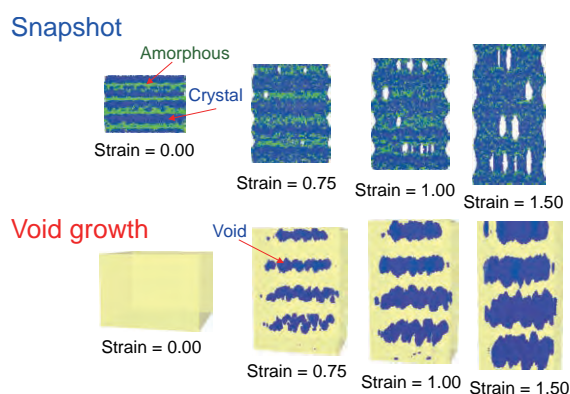 Snapshot
Amorphous
Crystal
Strain = 0.00
Strain = 0.75
Strain = 1.00
Strain = 1.50
Void growth
Void
Strain = 0.00
Strain = 0.75
Strain = 1.00
Strain = 1.50